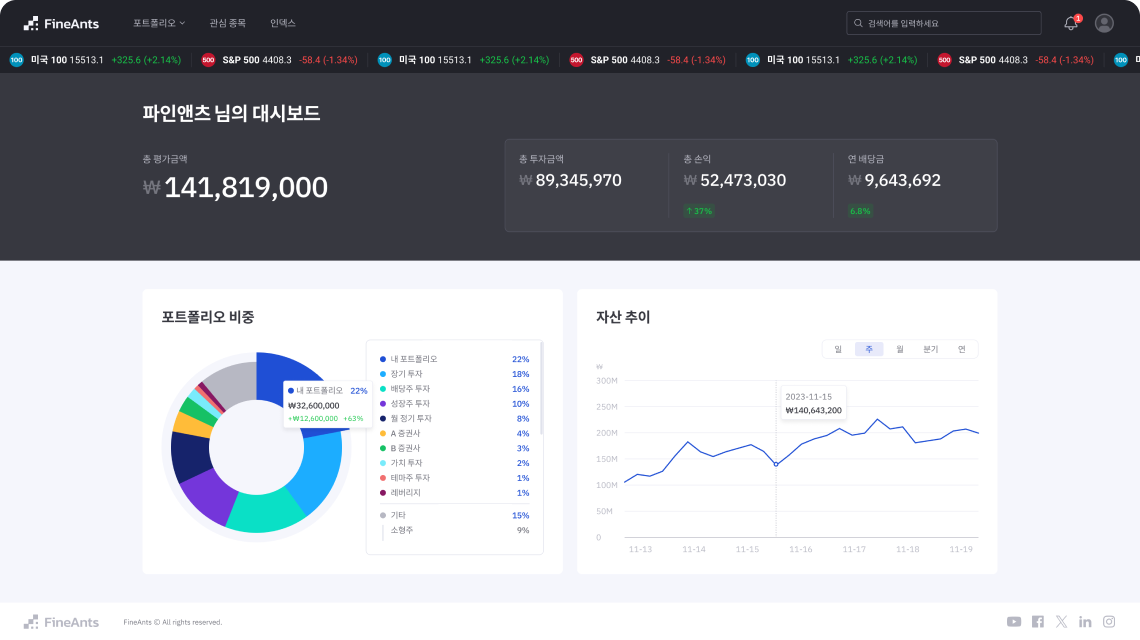 FineAnts 포트폴리오 관심 종목 인덱스 검색어를 입력하세요 1
100 미국 100 15513.1 +325.6 (+2.14%) 500 S&P 500 4408.3 -58.4 (-1.34%) 100 미국 100 15513.1 +325.6 (+2.14%) 500 S&P 500 4408.3 -58.4 (-1.34%) 100 미국 100 15513.1 +325.6 (+2.14%) 500 S&P 500 4408.3 -58.4 (-1.34%) 100
파인앤츠 님의 대시보드
총 평가금액
₩ 141,819,000
총 투자금액
₩ 89,345,970
총 손익
₩ 52,473,030
↑ 37%
연 배당금
₩ 9,643,692
6.8%
포트폴리오 비중
내 포트폴리오 22%
₩32,600,000
+₩12,600,000 +63%
내 포트폴리오 22%
장기 투자 18%
배당주 투자 16%
성장주 투자 10%
월 정기 투자 8%
A 증권사 4%
B 증권사 3%
가치 투자 2%
테마주 투자 1%
레버리지 1%
기타 15%
소형주 9%
자산 추이
일 주 월 분기 연
₩
300M
250M
200M
150M
100M
50M
0
2023-11-15
₩140,643,200
11-13 11-14 11-15 11-16 11-17 11-18 11-19
FineAnts FineAnts © All rights reserved.